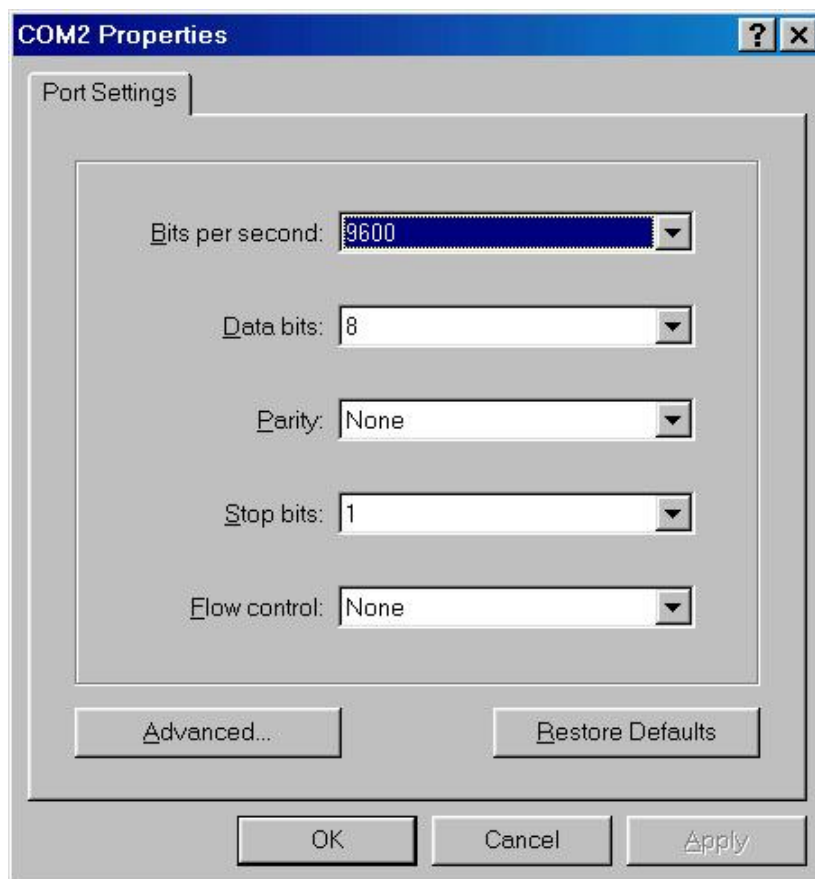 COM2 Properties
Port Settings
Bits per second: 9600
Data bits: 8
Parity: None
Stop bits: 1
Flow control: None
Advanced... Restore Defaults
OK Cancel Apply